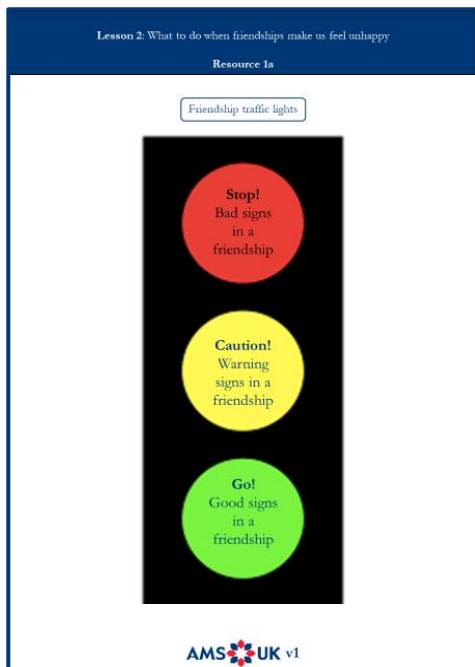 Lesson 2: What to do when friendships make us feel unhappy
Resource 1a
Friendship traffic lights
Stop!
Bad signs
in a
friendship
Caution!
Warning
signs in a
friendship
Go!
Good signs
in a
friendship
AMS UK v1